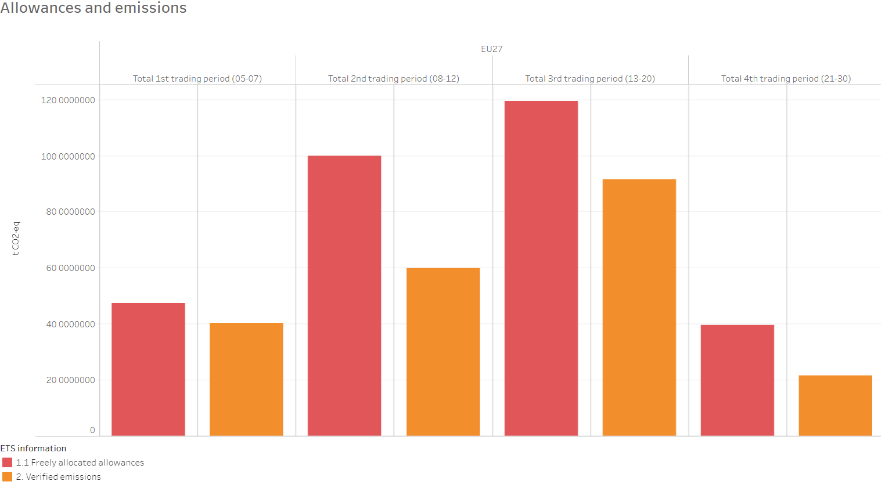 Allowances and emissions
EU27
Total 1st trading period (05-07)
Total 2nd trading period (08-12)
Total 3rd trading period (13-20)
Total 4th trading period (21-30)
120 0000000
100 0000000
80 0000000
60 0000000
40 0000000
20 0000000
0
t CO2-eq
ETS information
1.1 Freely allocated allowances
2. Verified emissions